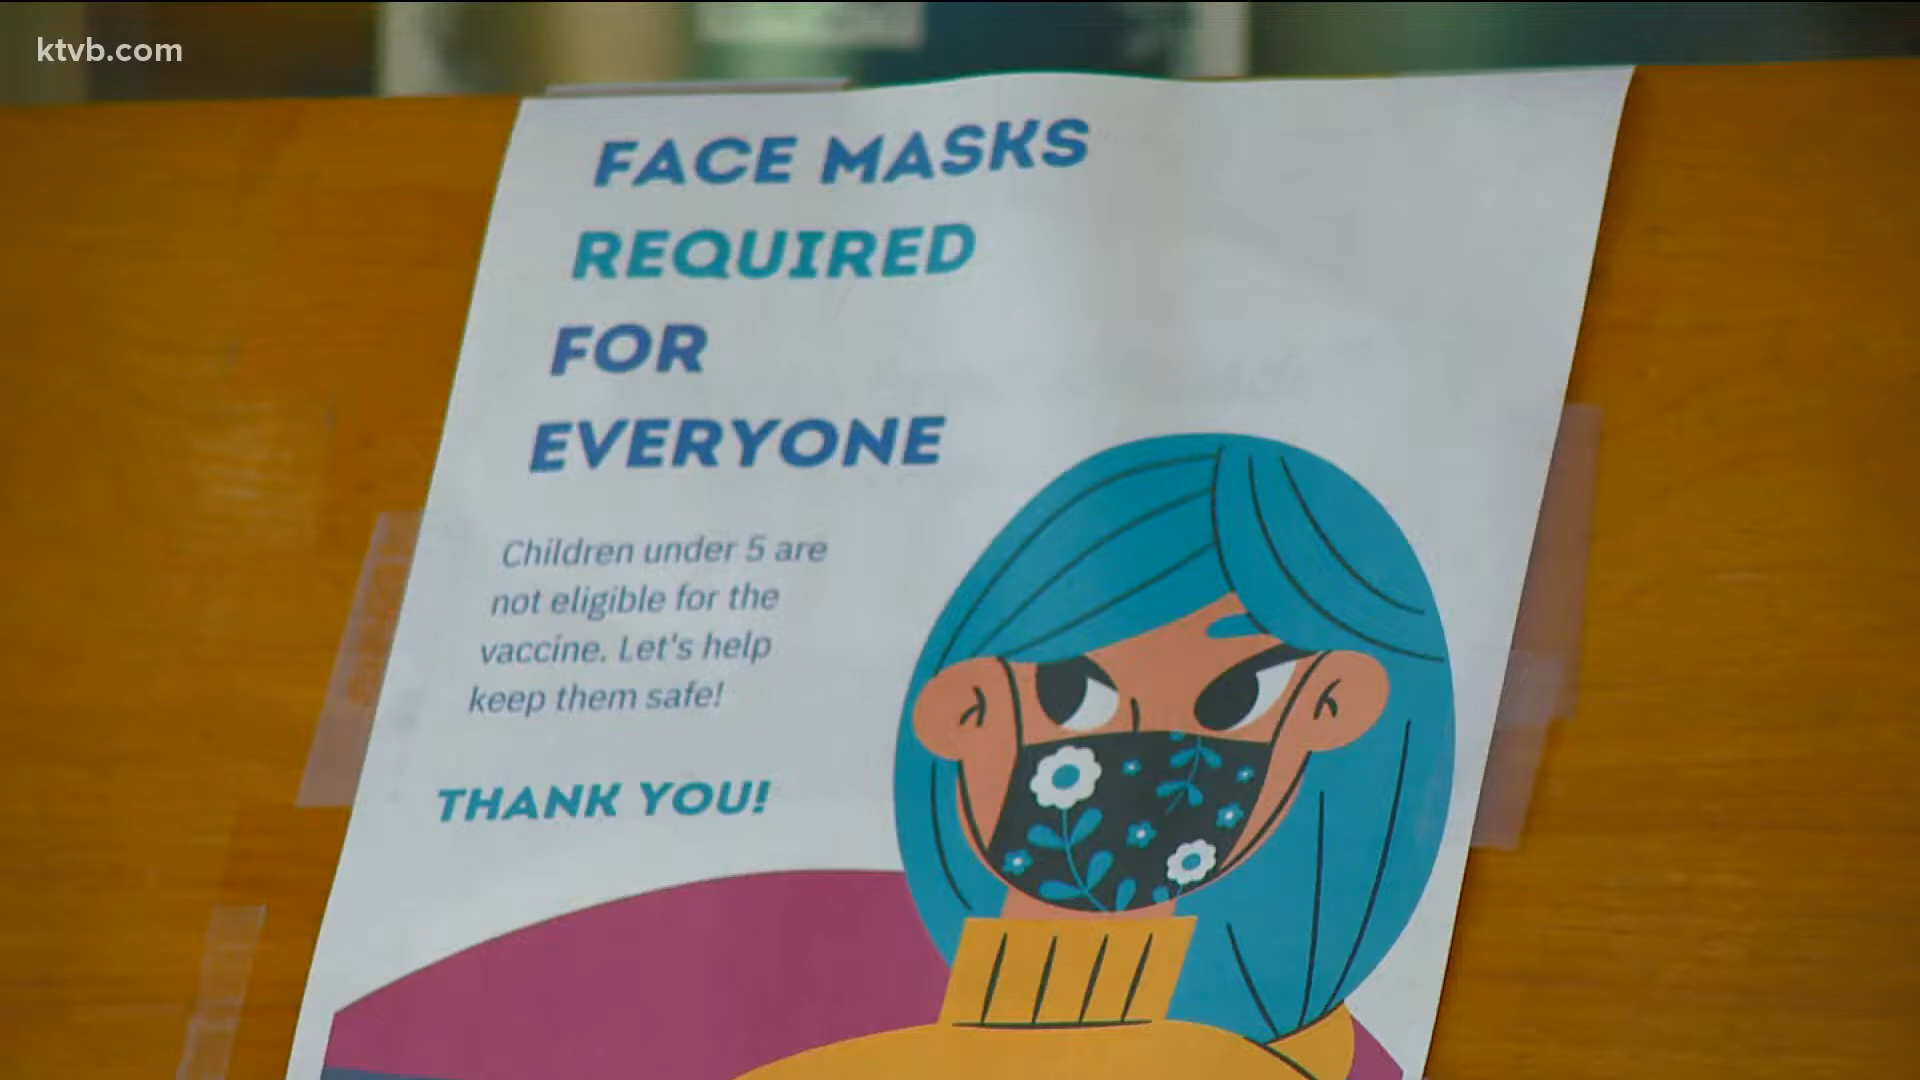 ktvb.com
FACE MASKS
REQUIRED
FOR
EVERYONE
Children under 5 are
not eligible for the
vaccine. Let's help
keep them safe!
THANK YOU!